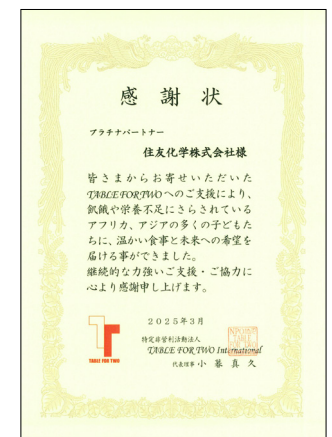 感謝状
プラチナパートナー
住友化学株式会社様
皆さまからお寄せいただいた
TABLE FOR TWOへのご支援により、
飢餓や栄養不足にさらされている
アフリカ、アジアの多くの子どもた
ちに、温かい食事と未来への希望を
届ける事ができました。
継続的な力強いご支援・ご協力に
心より感謝申し上げます。
2025年3月
特定非営利活動法人
TABLE FOR TWO International
代表理事 小暮真久
TABLE FOR TWO